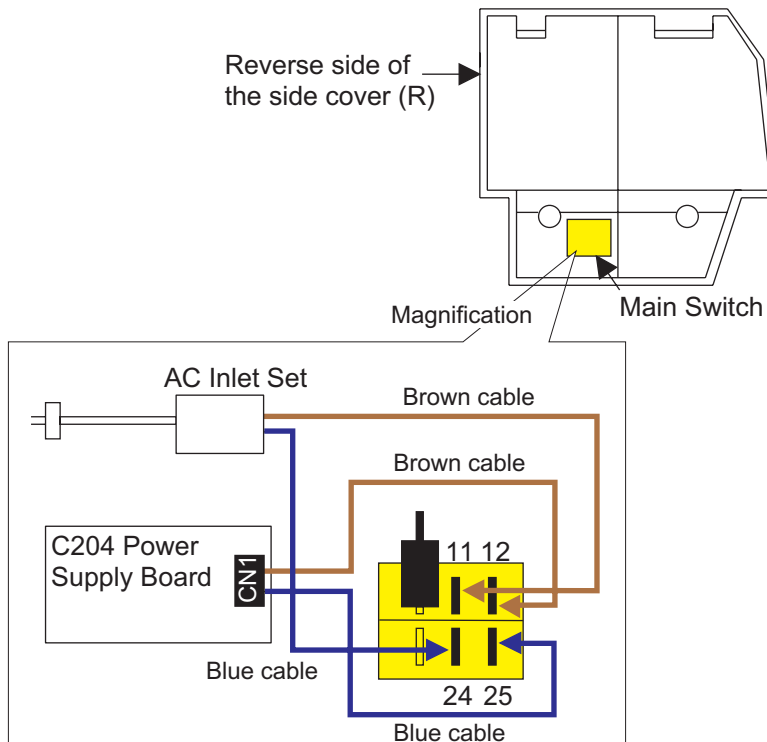 Reverse side of
the side cover (R)
Magnification
Main Switch
AC Inlet Set
Brown cable
Brown cable
C204 Power
Supply Board
CN1
11 12
Blue cable
24 25
Blue cable